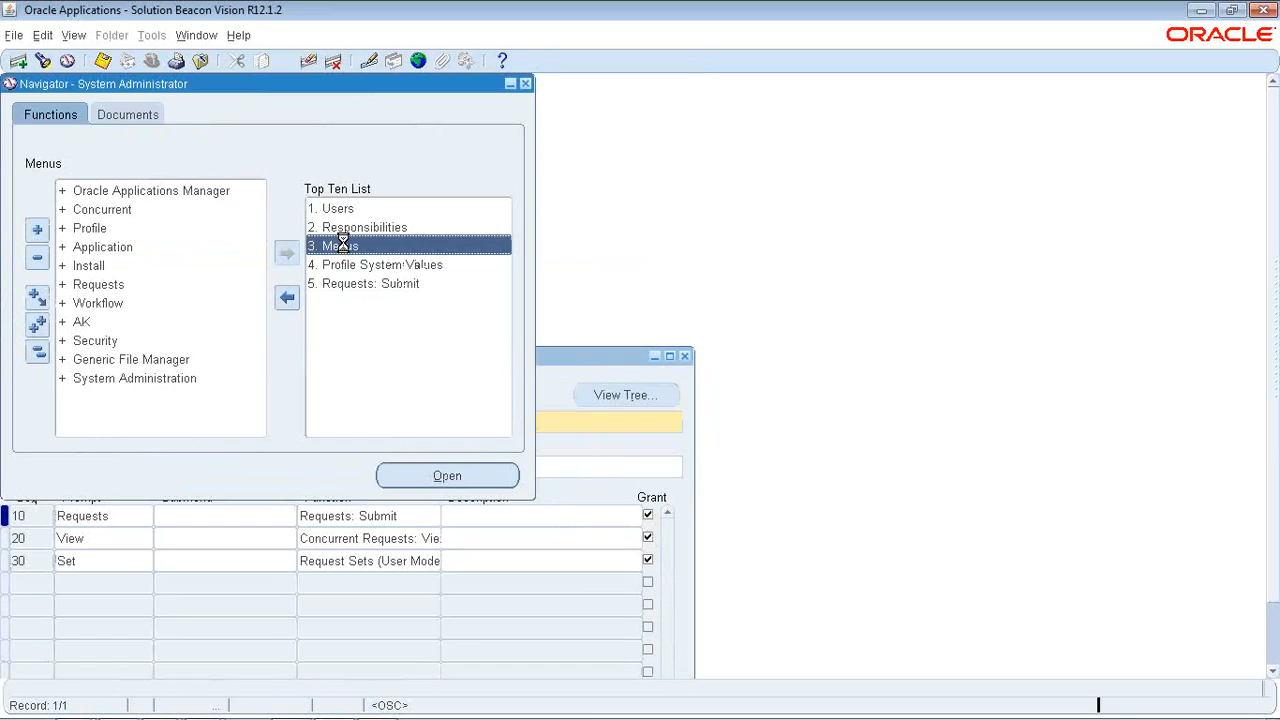 Oracle Applications - Solution Beacon Vision R12.1.2
File Edit View Folder Tools Window Help
ORACLE
Navigator - System Administrator
Functions Documents
Menus
+ Oracle Applications Manager
+ Concurrent
+ Profile
+ Application
+ Install
+ Requests
+ Workflow
+ AK
+ Security
+ Generic File Manager
+ System Administration
Top Ten List
1. Users
2. Responsibilities
3. Menus
4. Profile System Values
5. Requests: Submit
Open
View Tree...
Grant
10 Requests Requests: Submit
20 View Concurrent Requests: Vie
30 Set Request Sets (User Mode
Record: 1/1 ... <OSC>